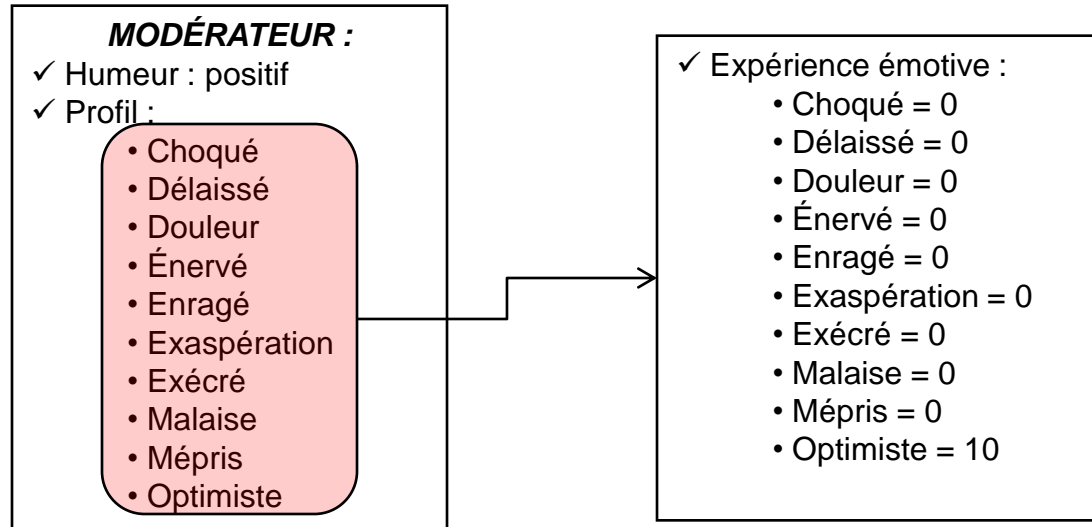 MODÉRATEUR :
✓ Humeur : positif
✓ Profil :
• Choqué
• Délaissé
• Douleur
• Énervé
• Enragé
• Exaspération
• Exécré
• Malaise
• Mépris
• Optimiste
✓ Expérience émotive :
• Choqué = 0
• Délaissé = 0
• Douleur = 0
• Énervé = 0
• Enragé = 0
• Exaspération = 0
• Exécré = 0
• Malaise = 0
• Mépris = 0
• Optimiste = 10